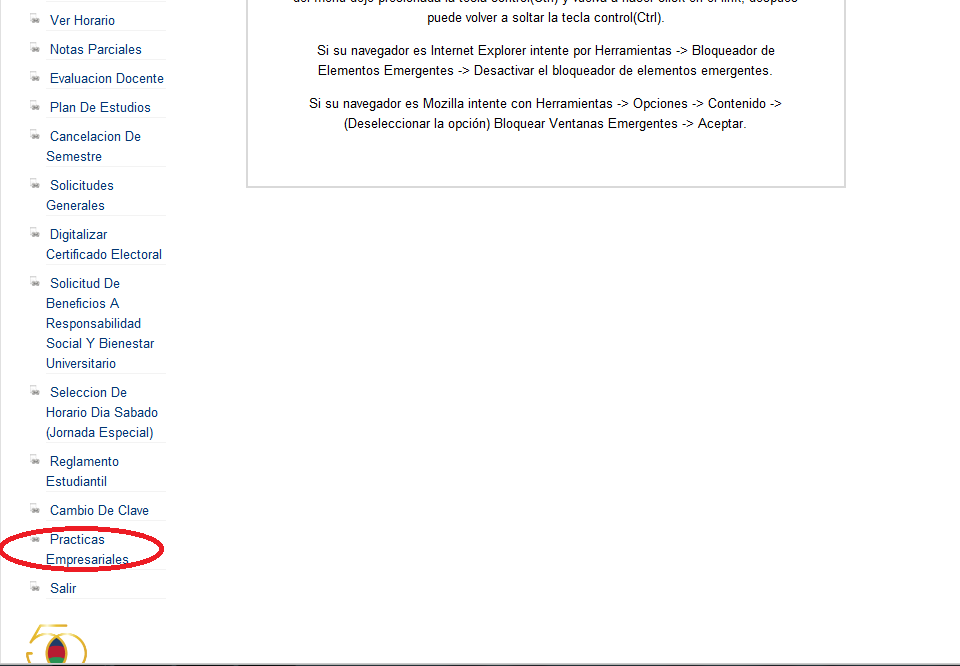 Ver Horario
Notas Parciales
Evaluacion Docente
Plan De Estudios
Cancelacion De
Semestre
Solicitudes
Generales
Digitalizar
Certificado Electoral
Solicitud De
Beneficios A
Responsabilidad
Social Y Bienestar
Universitario
Seleccion De
Horario Dia Sabado
(Jornada Especial)
Reglamento
Estudiantil
Cambio De Clave
Practicas
Empresariales
Salir
50
del menú deje presionada la tecla control(Ctrl) y vuelva a hacer click en el link, después
puede volver a soltar la tecla control(Ctrl).
Si su navegador es Internet Explorer intente por Herramientas -> Bloqueador de
Elementos Emergentes -> Desactivar el bloqueador de elementos emergentes.
Si su navegador es Mozilla intente con Herramientas -> Opciones -> Contenido ->
(Deseleccionar la opción) Bloquear Ventanas Emergentes -> Aceptar.